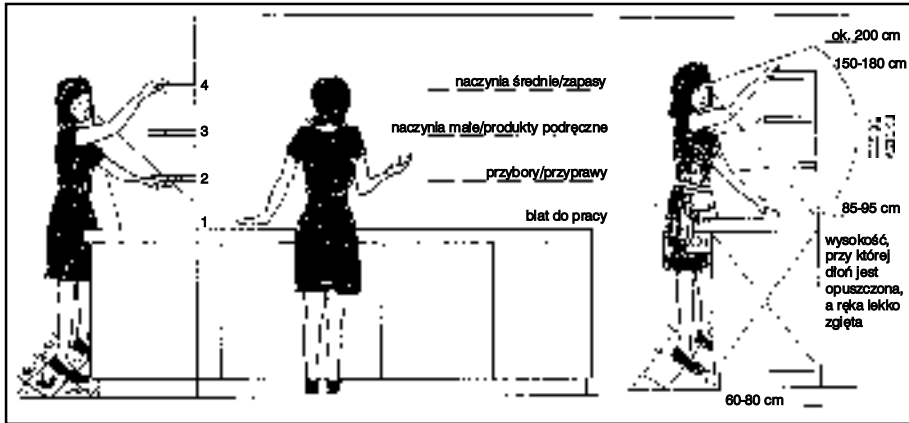 4
3
2
1
naczynia średnie/zapasy
naczynia małe/produkty podręczne
przybory/przyprawy
blat do pracy
ok. 200 cm
150-180 cm
85-95 cm
wysokość,
przy której
dłoń jest
opuszczona,
a ręka lekko
zgięta
60-80 cm